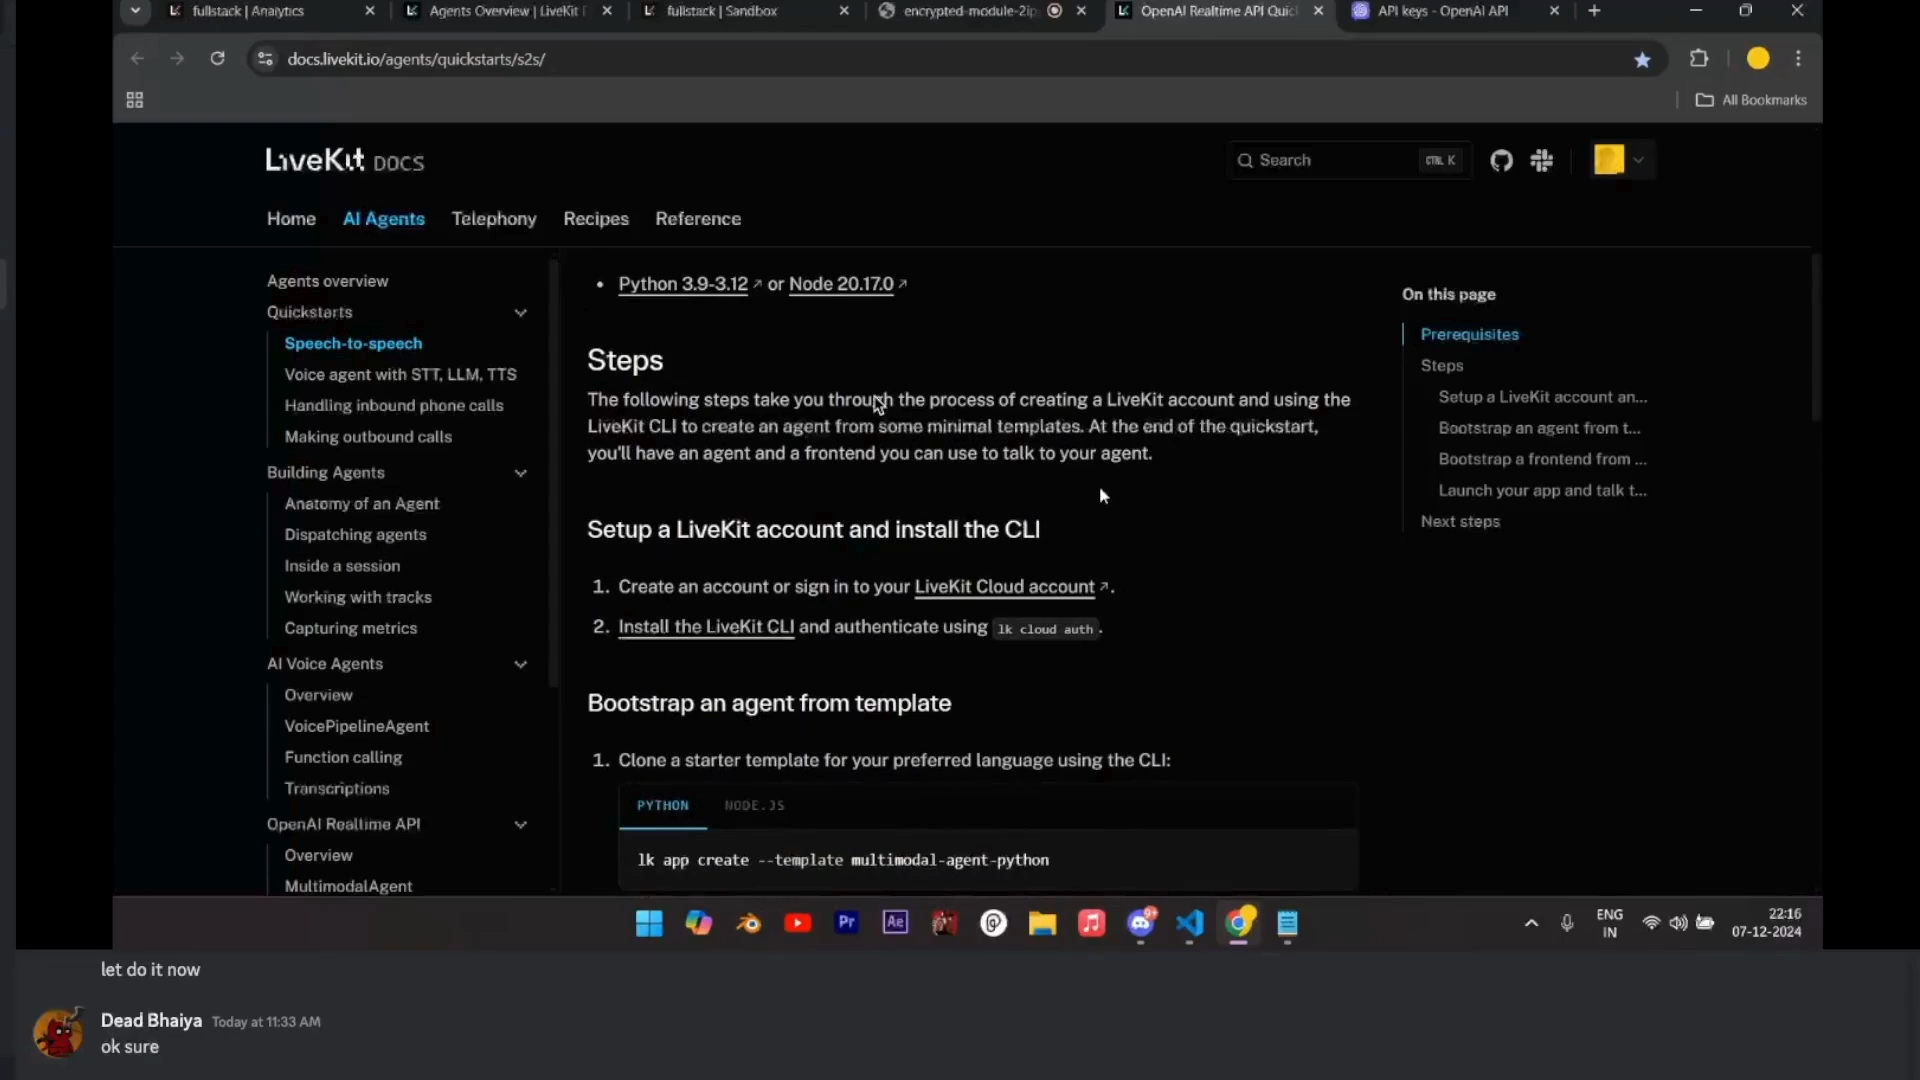 fullstack | Analytics
Agents Overview | LiveKit
fullstack | Sandbox
encrypted-module-2ip
OpenAI Realtime API Quic
API keys - OpenAI API
docs.livekit.io/agents/quickstarts/s2s/
All Bookmarks
LiveKit DOCS
Search
CTRL K
Home
AI Agents
Telephony
Recipes
Reference
Agents overview
Quickstarts
Speech-to-speech
Voice agent with STT, LLM, TTS
Handling inbound phone calls
Making outbound calls
Building Agents
Anatomy of an Agent
Dispatching agents
Inside a session
Working with tracks
Capturing metrics
AI Voice Agents
Overview
VoicePipelineAgent
Function calling
Transcriptions
OpenAI Realtime API
Overview
MultimodalAgent
• Python 3.9-3.12 ↗ or Node 20.17.0 ↗
Steps
The following steps take you through the process of creating a LiveKit account and using the
LiveKit CLI to create an agent from some minimal templates. At the end of the quickstart,
you'll have an agent and a frontend you can use to talk to your agent.
Setup a LiveKit account and install the CLI
1. Create an account or sign in to your LiveKit Cloud account ↗.
2. Install the LiveKit CLI and authenticate using lk cloud auth.
Bootstrap an agent from template
1. Clone a starter template for your preferred language using the CLI:
PYTHON
NODE.JS
lk app create --template multimodal-agent-python
On this page
Prerequisites
Steps
Setup a LiveKit account an...
Bootstrap an agent from t...
Bootstrap a frontend from ...
Launch your app and talk t...
Next steps
Pr
Ae
9+
ENG
IN
22:16
07-12-2024
let do it now
Dead Bhaiya Today at 11:33 AM
ok sure